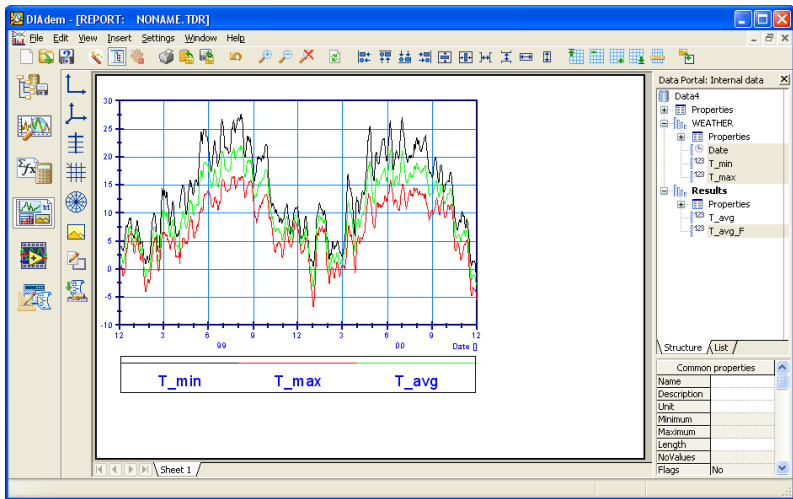 DIAdem - [REPORT: NONAME.TDR]
File Edit View Insert Settings Window Help
Data Portal: Internal data
Data4
Properties
WEATHER
Properties
Date
T_min
T_max
Results
Properties
T_avg
T_avg_F
30
25
20
15
10
5
0
-5
-10
12 3 6 9 12 3 6 9 12
99 00 Date []
T_min T_max T_avg
Structure List
Common properties
Name
Description
Unit
Minimum
Maximum
Length
NoValues
Flags No
Sheet 1